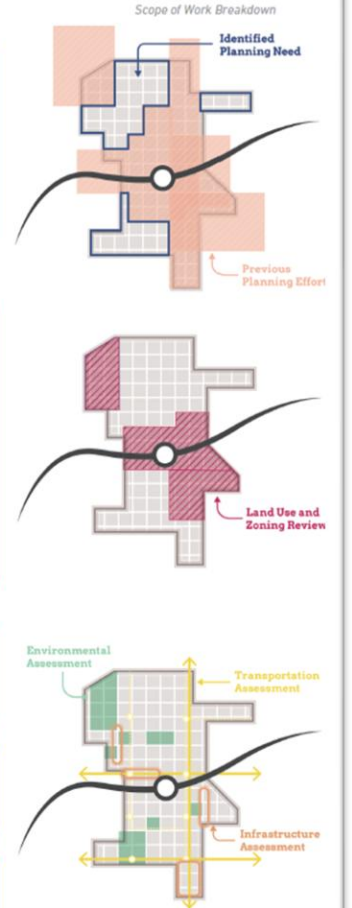 Scope of Work Breakdown
Identified
Planning Need
Previous
Planning Effort
Land Use and
Zoning Review
Environmental
Assessment
Transportation
Assessment
Infrastructure
Assessment